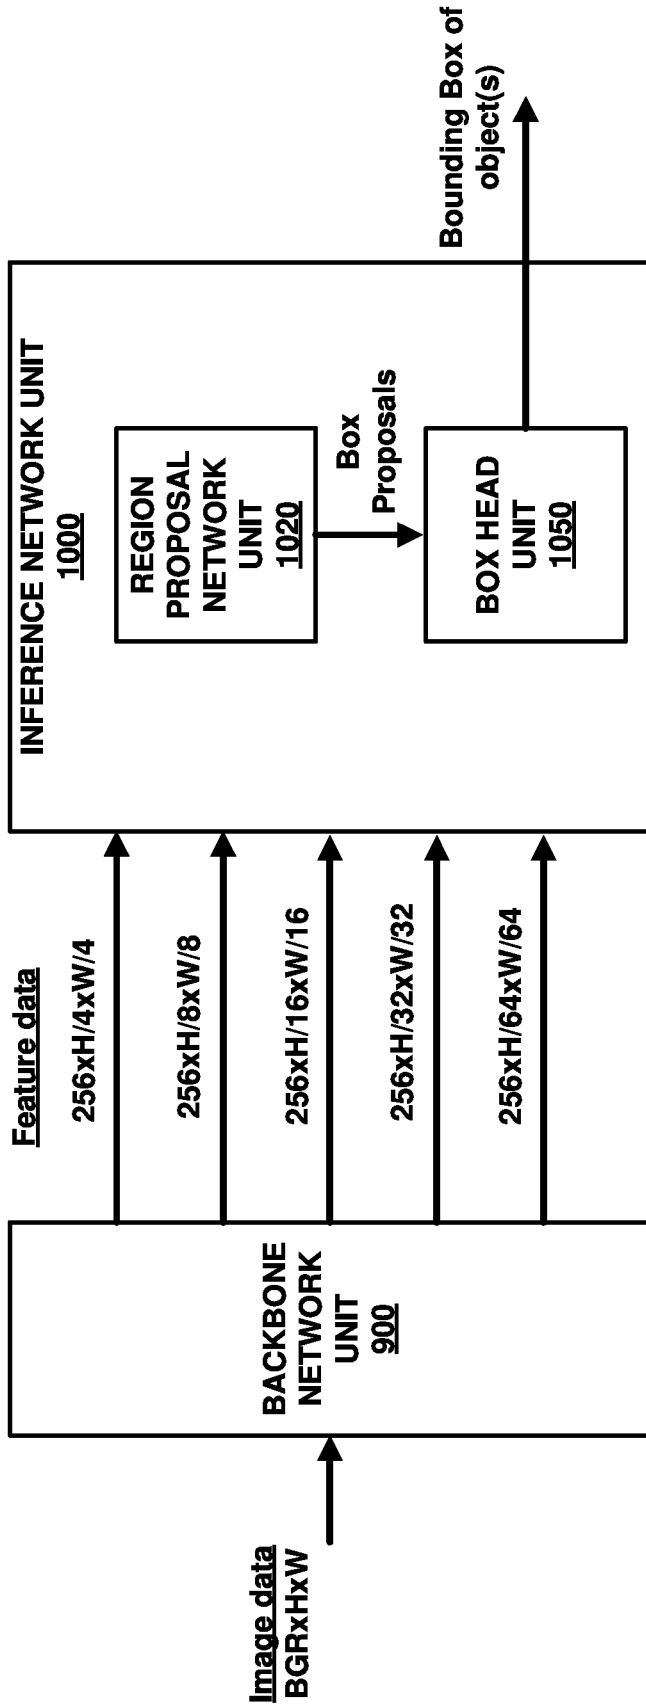 Image data
BGRxHxW
BACKBONE
NETWORK
UNIT
900
Feature data
256xH/4xW/4
256xH/8xW/8
256xH/16xW/16
256xH/32xW/32
256xH/64xW/64
INFERENCE NETWORK UNIT
1000
REGION
PROPOSAL
NETWORK
UNIT
1020
Box
Proposals
BOX HEAD
UNIT
1050
Bounding Box of
object(s)